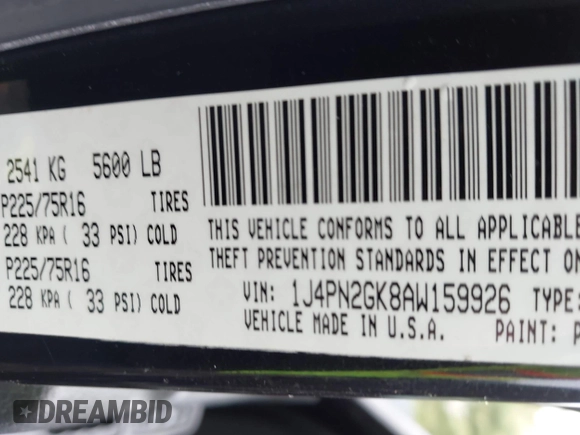 2541 KG 5600 LB
P225/75R16 TIRES
228 KPA ( 33 PSI) COLD
P225/75R16 TIRES
228 KPA ( 33 PSI) COLD
THIS VEHICLE CONFORMS TO ALL APPLICABLE
THEFT PREVENTION STANDARDS IN EFFECT ON
VIN: 1J4PN2GK8AW159926 TYPE:
VEHICLE MADE IN U.S.A. PAINT: P
DREAMBID